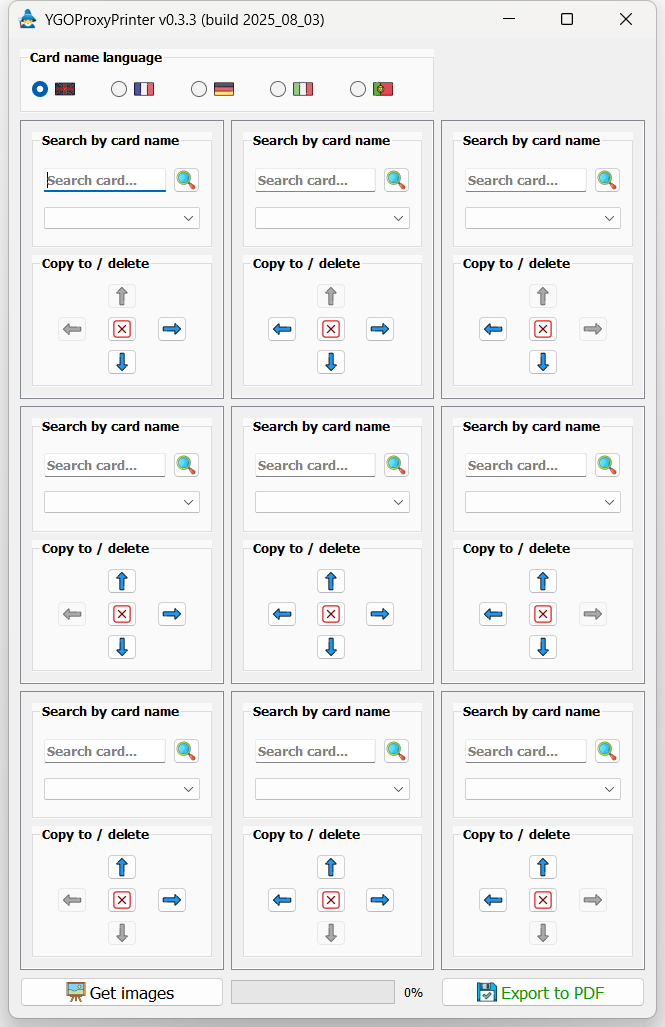 YGOProxyPrinter v0.3.3 (build 2025_08_03)
Card name language
Search by card name Search by card name Search by card name
Search card... Search card... Search card...
Copy to / delete Copy to / delete Copy to / delete
Search by card name Search by card name Search by card name
Search card... Search card... Search card...
Copy to / delete Copy to / delete Copy to / delete
Search by card name Search by card name Search by card name
Search card... Search card... Search card...
Copy to / delete Copy to / delete Copy to / delete
Get images 0% Export to PDF